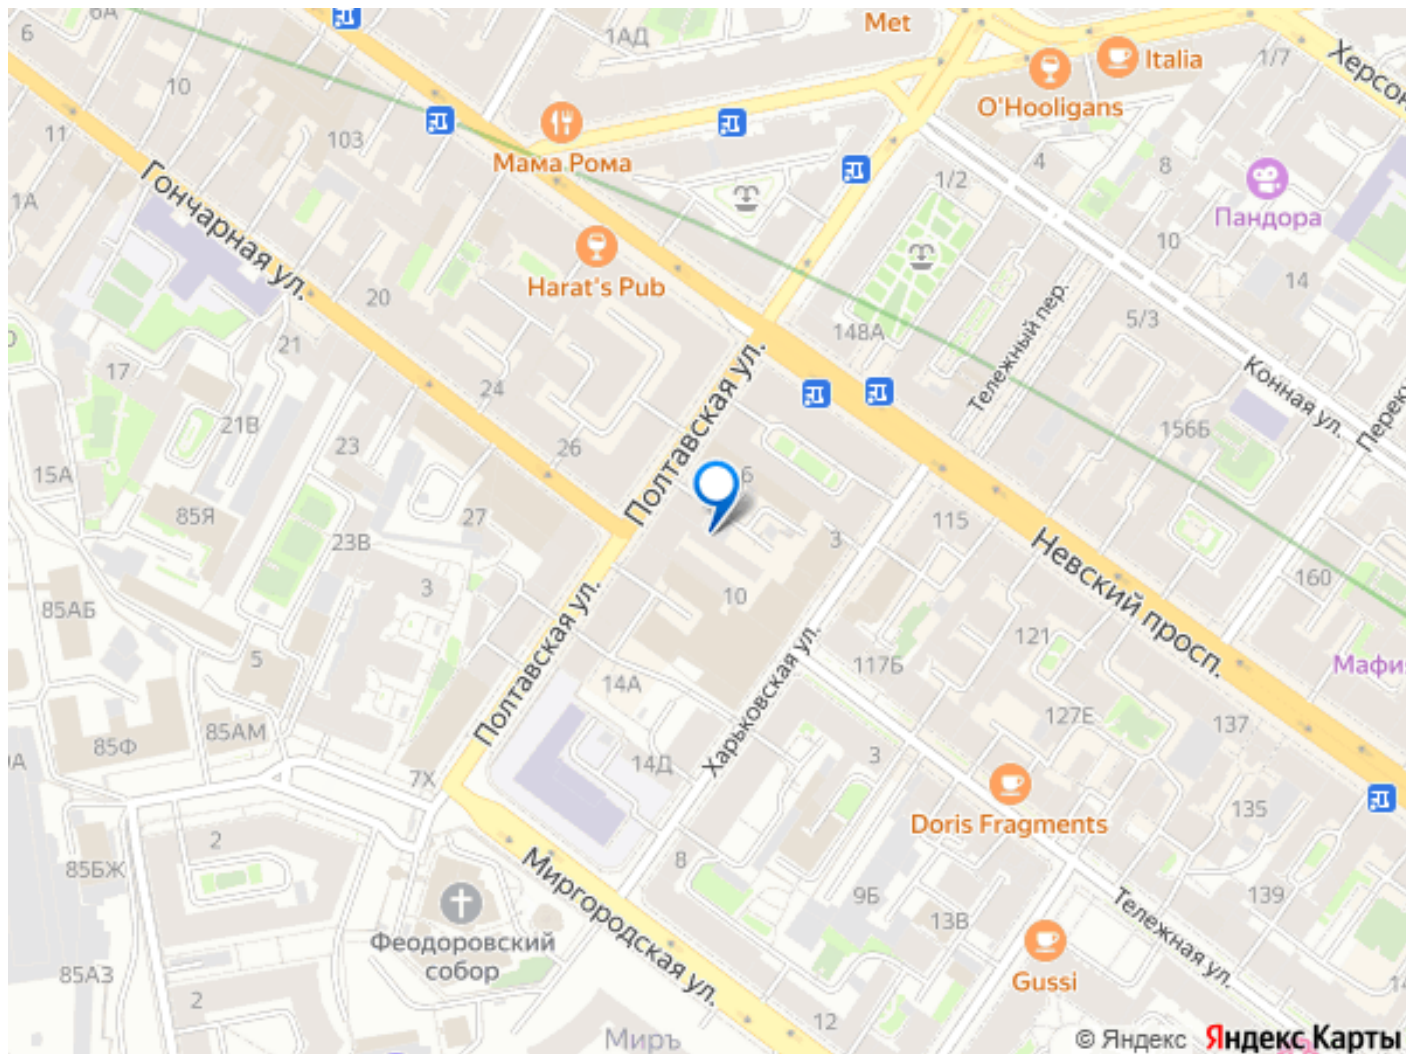 6А
6
1АД
Met
Italia
1/7
Херсон
O'Hooligans
10
11
103
Мама Рома
4
8
1/2
Пандора
1А
Гончарная ул.
10
Harat's Pub
20
14
148А
5/3
Тележный пер.
21
17
24
Полтавская ул.
Конная ул.
21В
23
26
156Б
15А
6
85Я
27
115
3
23В
Невский просп.
160
3
10
85АБ
Полтавская ул.
121
5
14А
117Б
Мафи
Харьковская ул.
127Е
85АМ
85Ф
137
14Д
3
7Х
135
Doris Fragments
2
8
85БЖ
Миргородская ул.
9Б
139
13В
Тележная ул.
Феодоровский
собор
85АЗ
Gussi
2
12
Миръ
© Яндекс Яндекс Карты